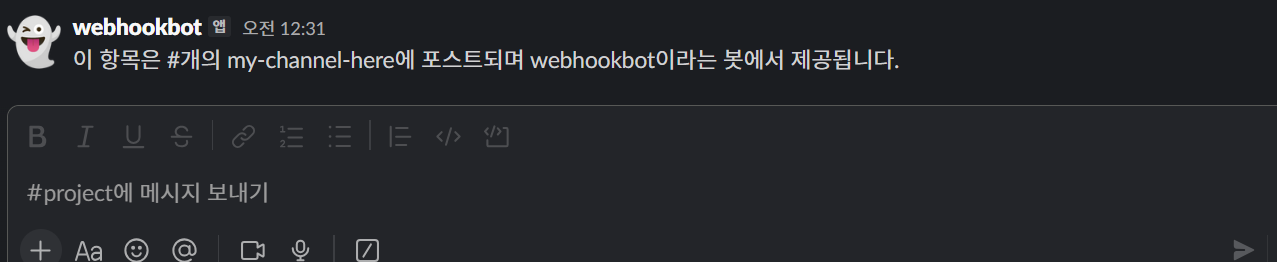 webhookbot 앱 오전 12:31
이 항목은 #개의 my-channel-here에 포스트되며 webhookbot이라는 봇에서 제공됩니다.
B I U S
#project에 메시지 보내기
Aa